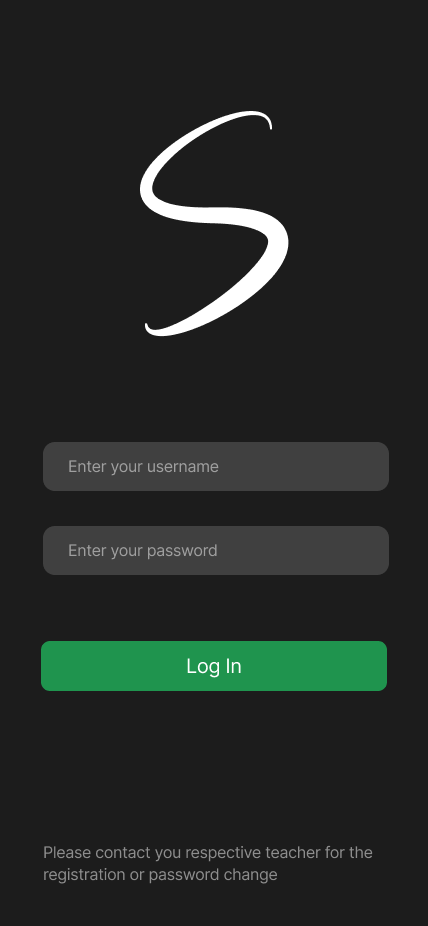 S
Enter your username
Enter your password
Log In
Please contact you respective teacher for the
registration or password change